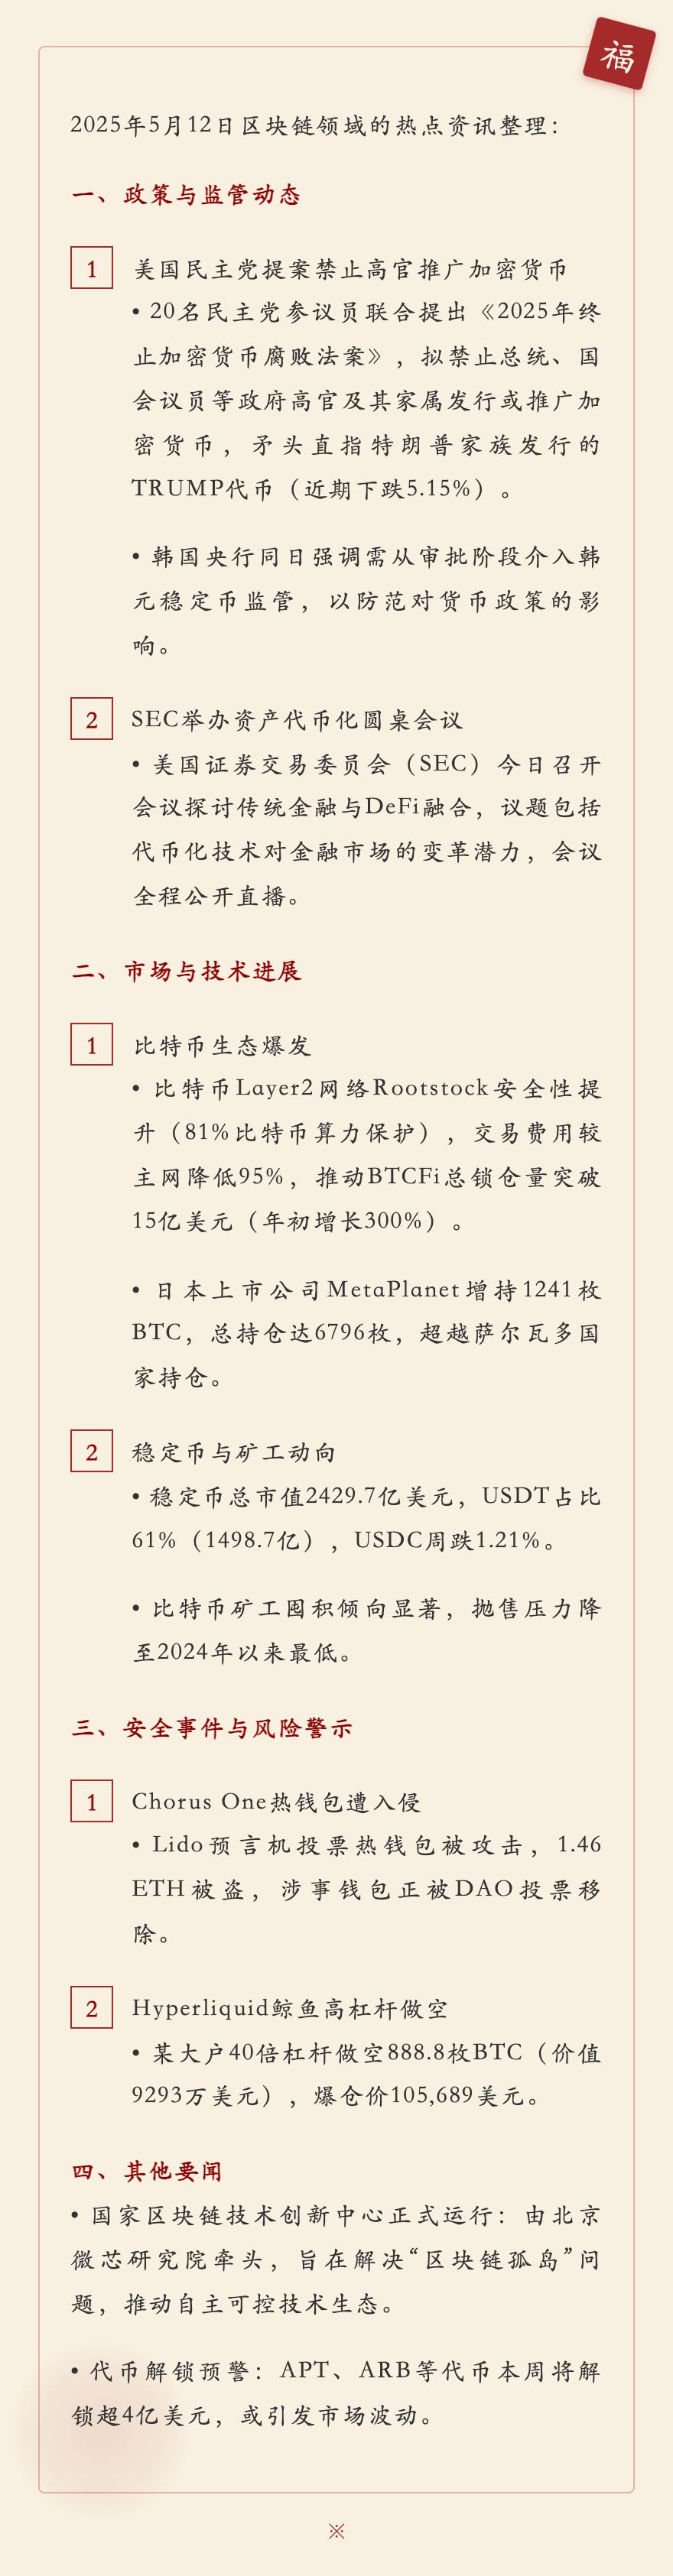 福
2025年5月12日区块链领域的热点资讯整理：
一、政策与监管动态
1 美国民主党提案禁止高官推广加密货币
• 20名民主党参议员联合提出《2025年终
止加密货币腐败法案》，拟禁止总统、国
会议员等政府高官及其家属发行或推广加
密货币，矛头直指特朗普家族发行的
TRUMP代币（近期下跌5.15%）。
• 韩国央行同日强调需从审批阶段介入韩
元稳定币监管，以防范对货币政策的影
响。
2 SEC举办资产代币化圆桌会议
• 美国证券交易委员会（SEC）今日召开
会议探讨传统金融与DeFi融合，议题包括
代币化技术对金融市场的变革潜力，会议
全程公开直播。
二、市场与技术进展
1 比特币生态爆发
• 比特币Layer2网络Rootstock安全性提
升（81%比特币算力保护），交易费用较
主网降低95%，推动BTCFi总锁仓量突破
15亿美元（年初增长300%）。
• 日本上市公司MetaPlanet增持1241枚
BTC，总持仓达6796枚，超越萨尔瓦多国
家持仓。
2 稳定币与矿工动向
• 稳定币总市值2429.7亿美元，USDT占比
61%（1498.7亿），USDC周跌1.21%。
• 比特币矿工囤积倾向显著，抛售压力降
至2024年以来最低。
三、安全事件与风险警示
1 Chorus One热钱包遭入侵
• Lido预言机投票热钱包被攻击，1.46
ETH被盗，涉事钱包正被DAO投票移
除。
2 Hyperliquid鲸鱼高杠杆做空
• 某大户40倍杠杆做空888.8枚BTC（价值
9293万美元），爆仓价105,689美元。
四、其他要闻
• 国家区块链技术创新中心正式运行：由北京
微芯研究院牵头，旨在解决“区块链孤岛”问
题，推动自主可控技术生态。
• 代币解锁预警：APT、ARB等代币本周将解
锁超4亿美元，或引发市场波动。
※